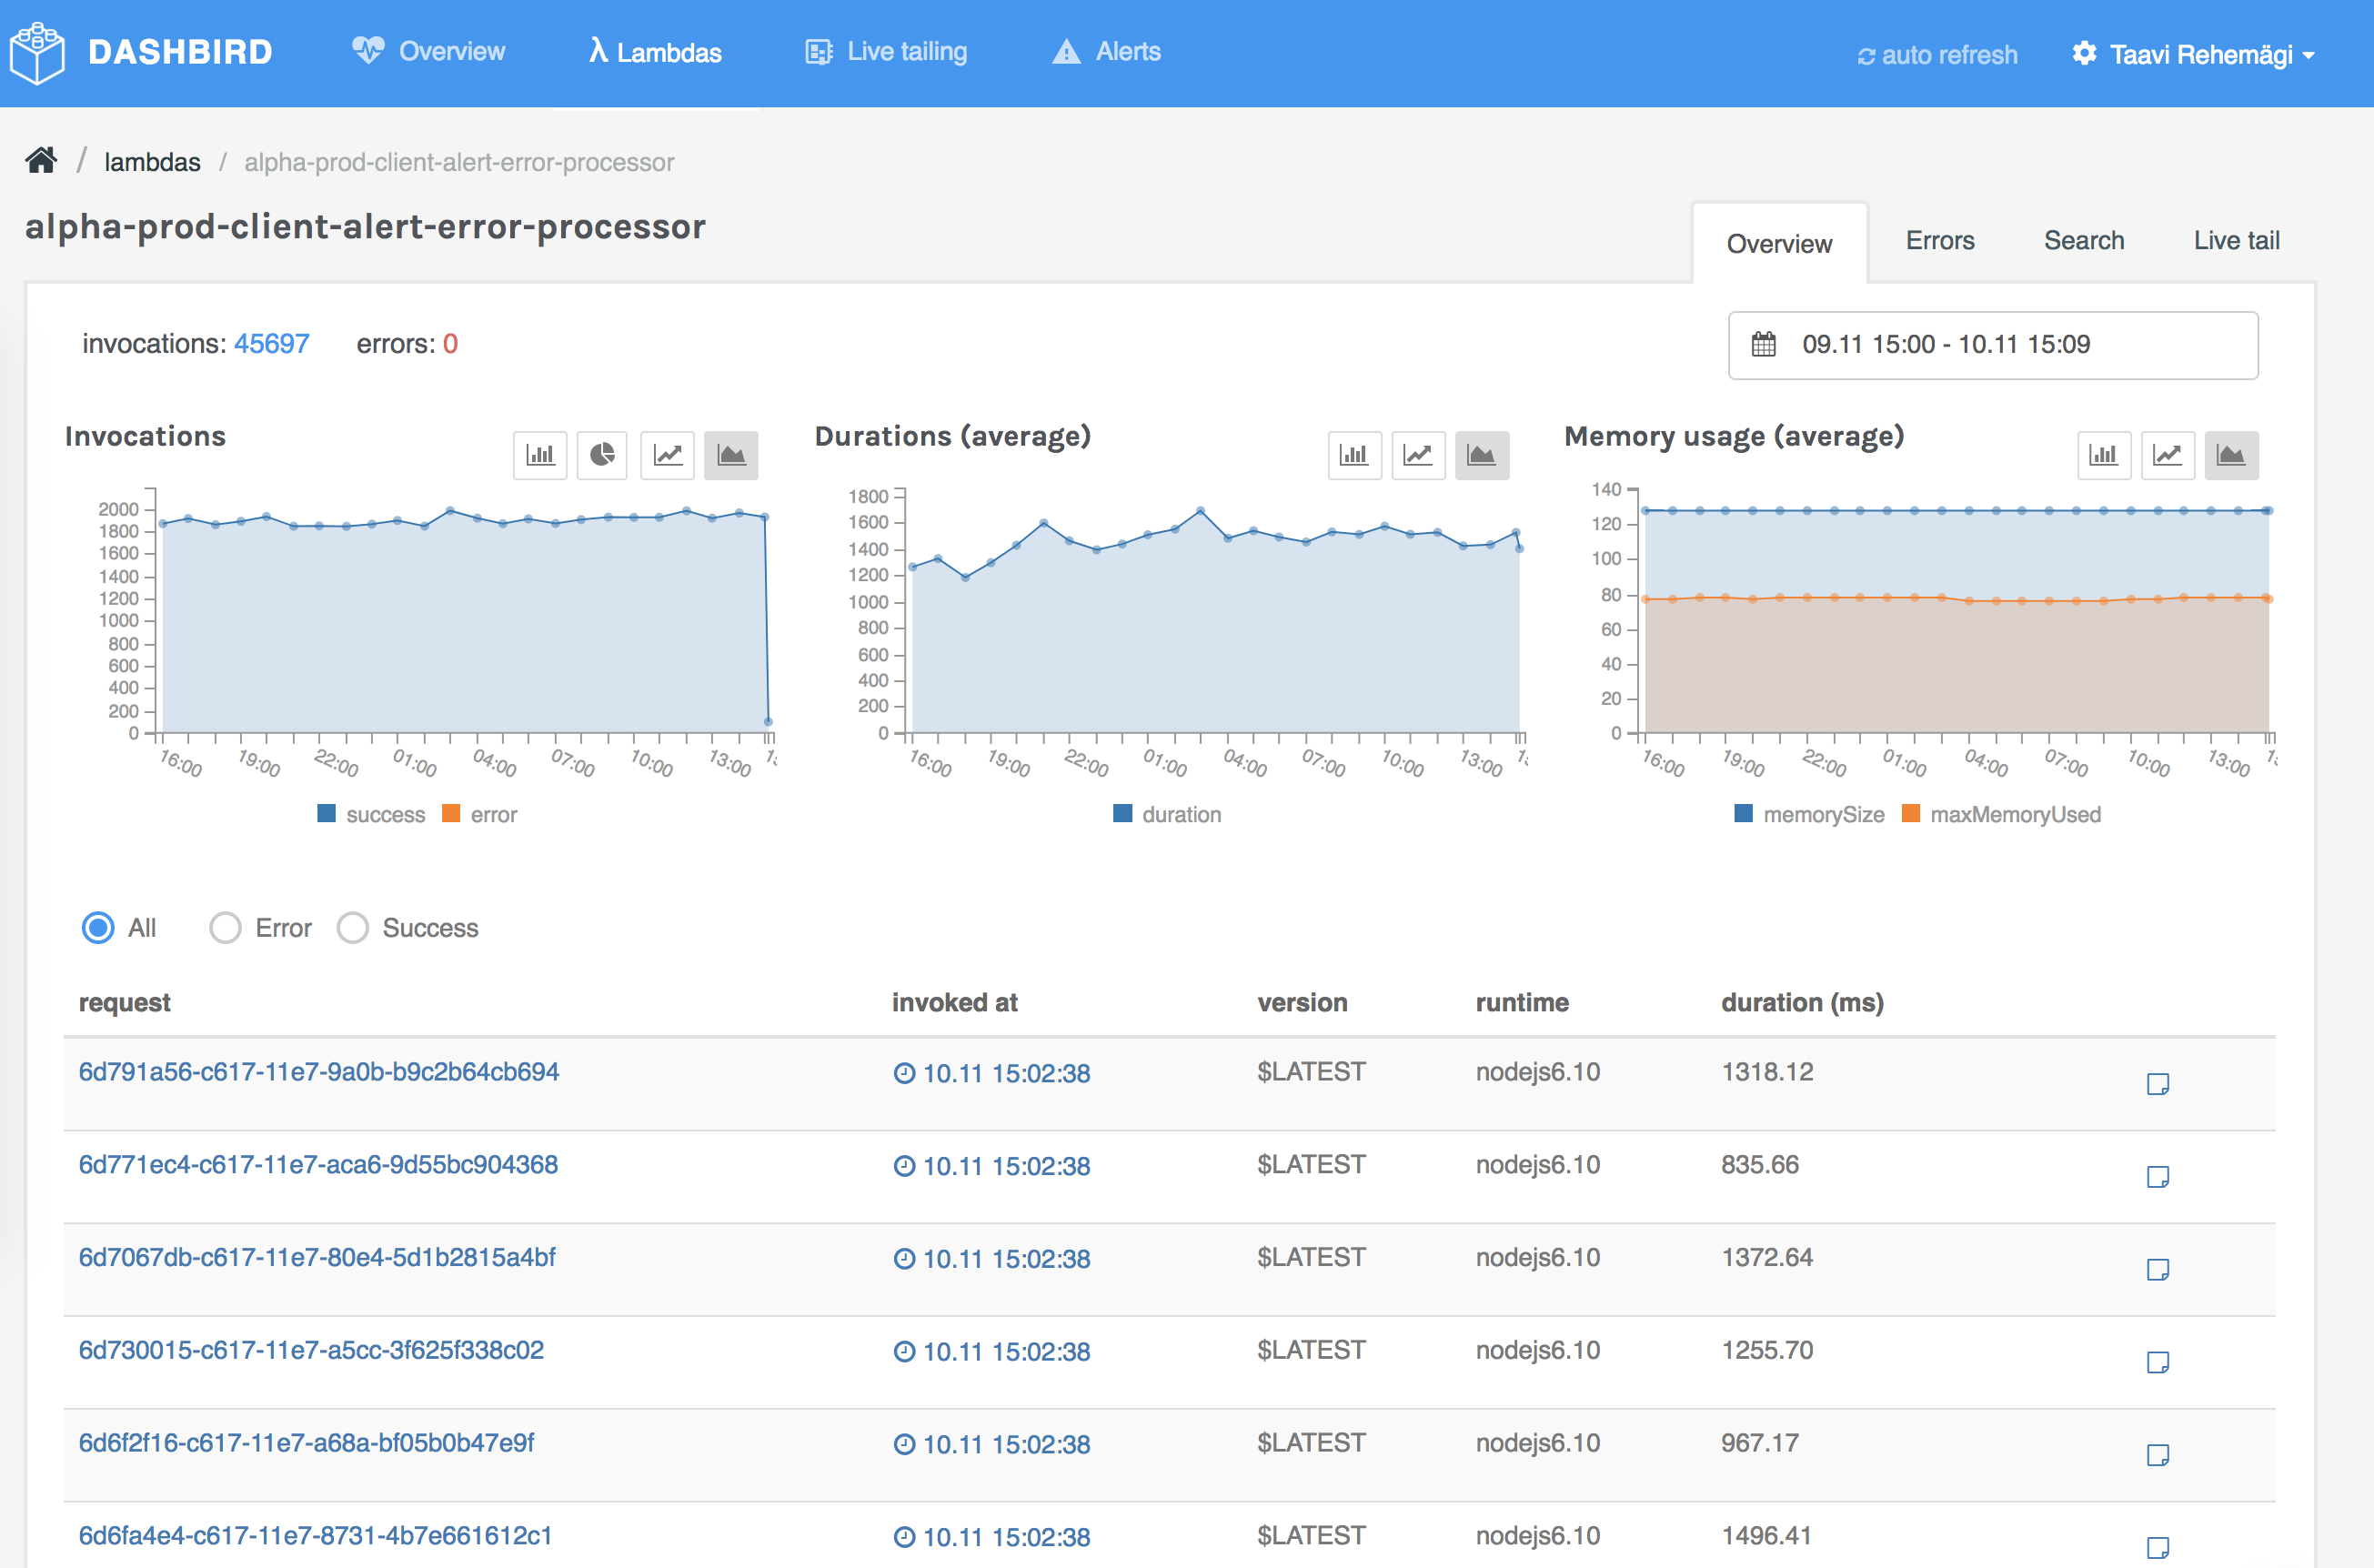 DASHBIRD Overview λ Lambdas Live tailing Alerts auto refresh Taavi Rehemägi
/ lambdas / alpha-prod-client-alert-error-processor
alpha-prod-client-alert-error-processor
Overview Errors Search Live tail
invocations: 45697 errors: 0
09.11 15:00 - 10.11 15:09
Invocations
2000
1800
1600
1400
1200
1000
800
600
400
200
0
16:00 19:00 22:00 01:00 04:00 07:00 10:00 13:00
success error
Durations (average)
1800
1600
1400
1200
1000
800
600
400
200
0
16:00 19:00 22:00 01:00 04:00 07:00 10:00 13:00
duration
Memory usage (average)
140
120
100
80
60
40
20
0
16:00 19:00 22:00 01:00 04:00 07:00 10:00 13:00
memorySize maxMemoryUsed
All Error Success
request invoked at version runtime duration (ms)
6d791a56-c617-11e7-9a0b-b9c2b64cb694 10.11 15:02:38 $LATEST nodejs6.10 1318.12
6d771ec4-c617-11e7-aca6-9d55bc904368 10.11 15:02:38 $LATEST nodejs6.10 835.66
6d7067db-c617-11e7-80e4-5d1b2815a4bf 10.11 15:02:38 $LATEST nodejs6.10 1372.64
6d730015-c617-11e7-a5cc-3f625f338c02 10.11 15:02:38 $LATEST nodejs6.10 1255.70
6d6f2f16-c617-11e7-a68a-bf05b0b47e9f 10.11 15:02:38 $LATEST nodejs6.10 967.17
6d6fa4e4-c617-11e7-8731-4b7e661612c1 10.11 15:02:38 $LATEST nodejs6.10 1496.41